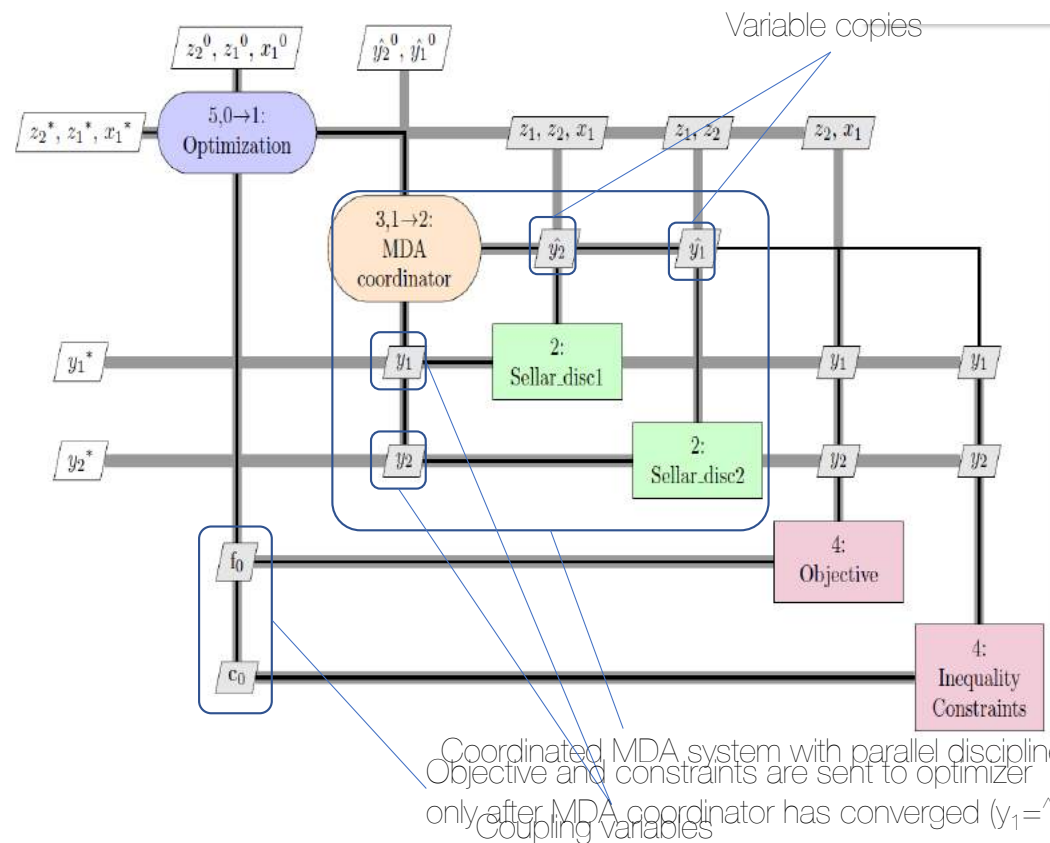 Variable copies
z₂⁰, z₁⁰, x₁⁰
ŷ₂⁰, ŷ₁⁰
z₂*, z₁*, x₁*
5,0→1:
Optimization
z₁, z₂, x₁
z₁, z₂
z₂, x₁
3,1→2:
MDA
coordinator
ŷ₂
ŷ₁
y₁*
y₁
2:
Sellar_disc1
y₁
y₁
y₂*
y₂
2:
Sellar_disc2
y₂
y₂
f₀
4:
Objective
c₀
4:
Inequality
Constraints
Coordinated MDA system with parallel discipline
Objective and constraints are sent to optimizer
only after MDA coordinator has converged (y₁=^
Coupling variables